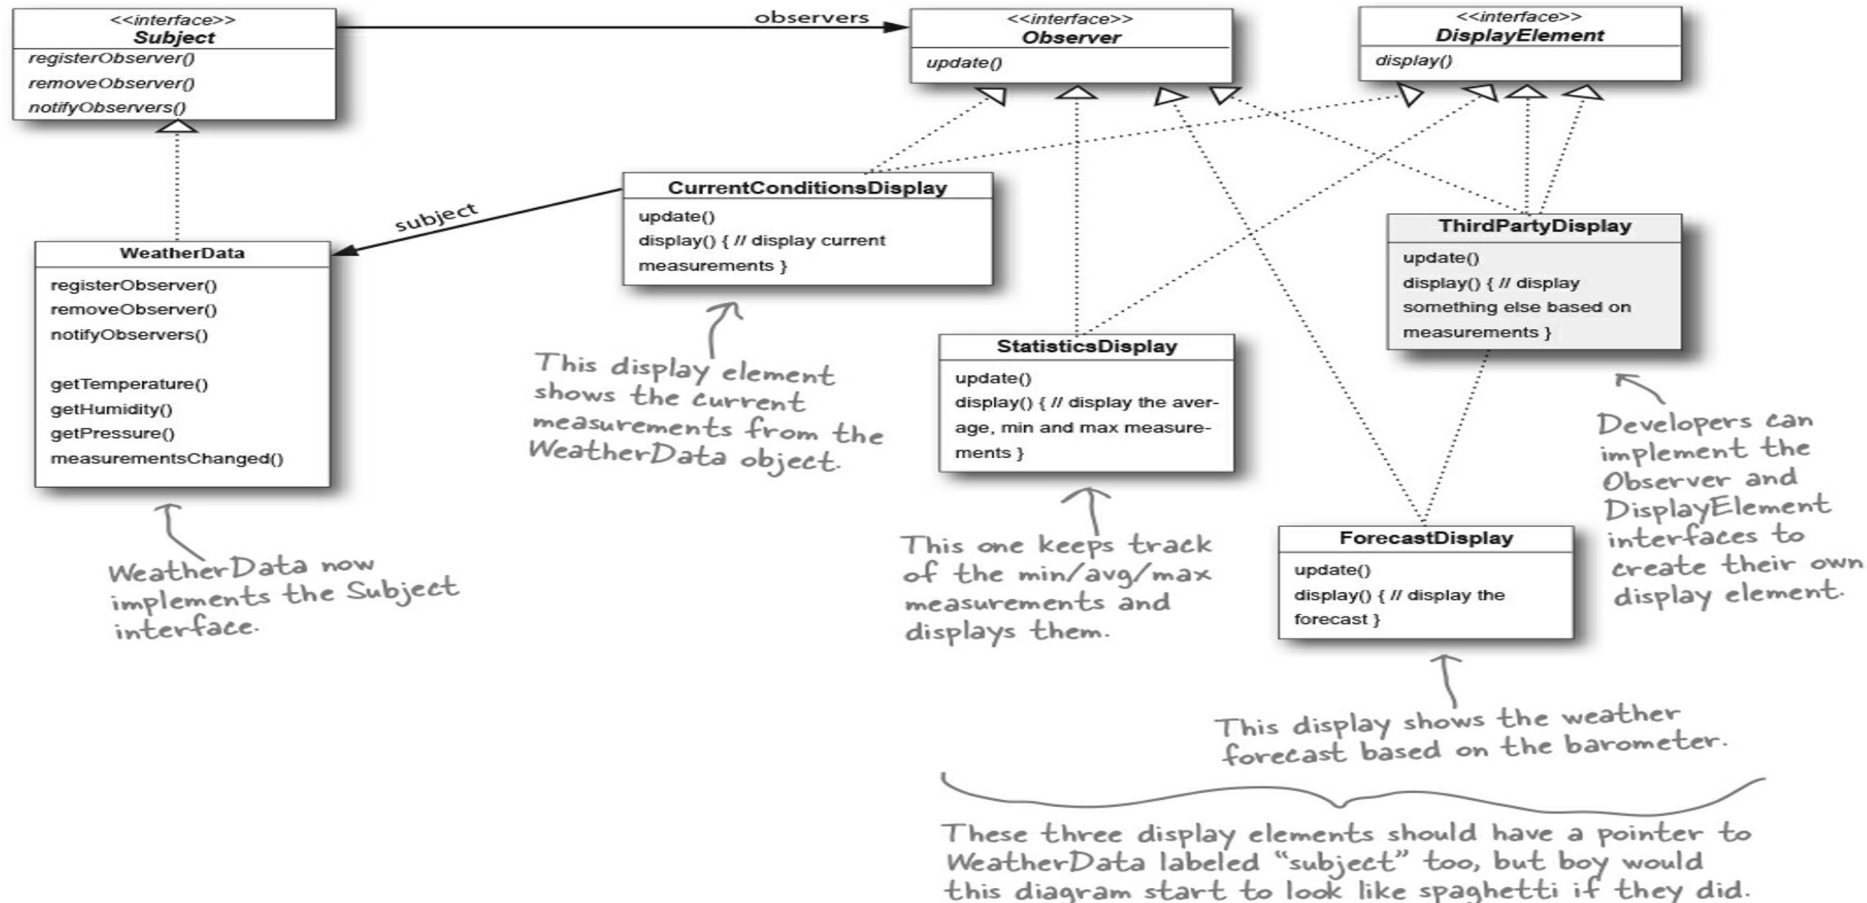 <<interface>>
Subject
registerObserver()
removeObserver()
notifyObservers()
observers
<<interface>>
Observer
update()
<<interface>>
DisplayElement
display()
CurrentConditionsDisplay
update()
display() { // display current
measurements }
subject
WeatherData
registerObserver()
removeObserver()
notifyObservers()
getTemperature()
getHumidity()
getPressure()
measurementsChanged()
ThirdPartyDisplay
update()
display() { // display
something else based on
measurements }
StatisticsDisplay
update()
display() { // display the aver-
age, min and max measure-
ments }
This display element
shows the current
measurements from the
WeatherData object.
Developers can
implement the
Observer and
DisplayElement
interfaces to
create their own
display element.
ForecastDisplay
update()
display() { // display the
forecast }
WeatherData now
implements the Subject
interface.
This one keeps track
of the min/avg/max
measurements and
displays them.
This display shows the weather
forecast based on the barometer.
These three display elements should have a pointer to
WeatherData labeled “subject” too, but boy would
this diagram start to look like spaghetti if they did.